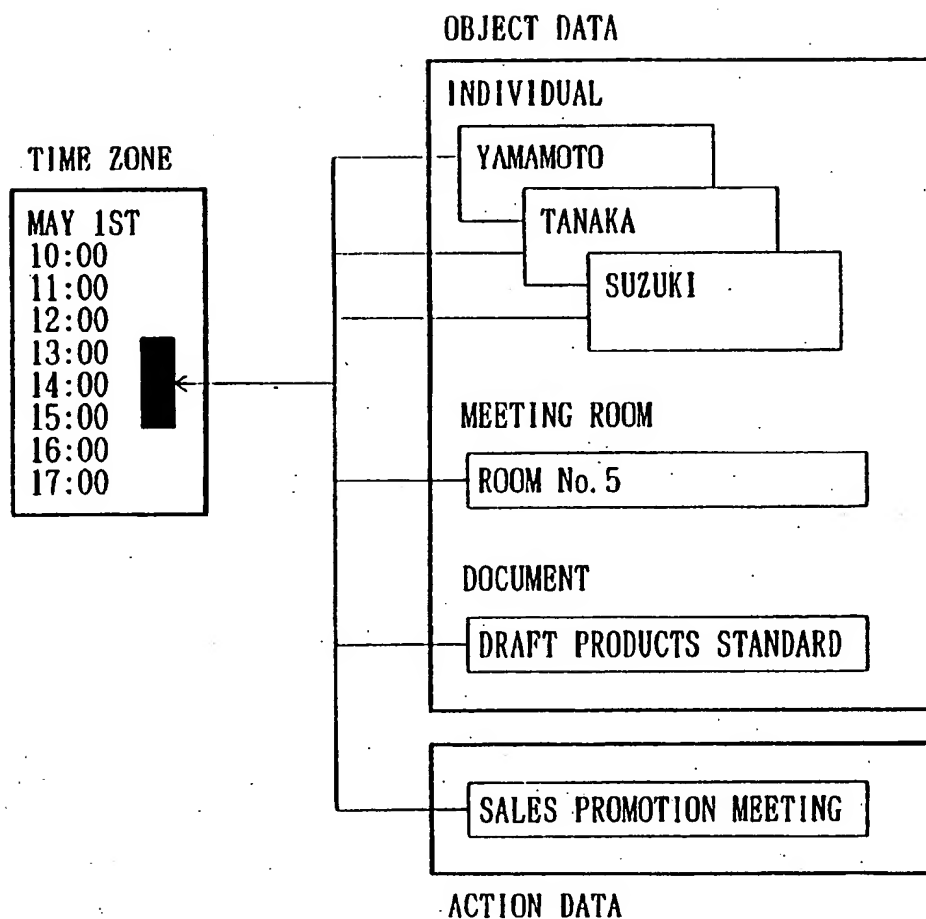 OBJECT DATA
INDIVIDUAL
YAMAMOTO
TANAKA
SUZUKI
TIME ZONE
MAY 1ST
10:00
11:00
12:00
13:00
14:00
15:00
16:00
17:00
MEETING ROOM
ROOM No.5
DOCUMENT
DRAFT PRODUCTS STANDARD
SALES PROMOTION MEETING
ACTION DATA